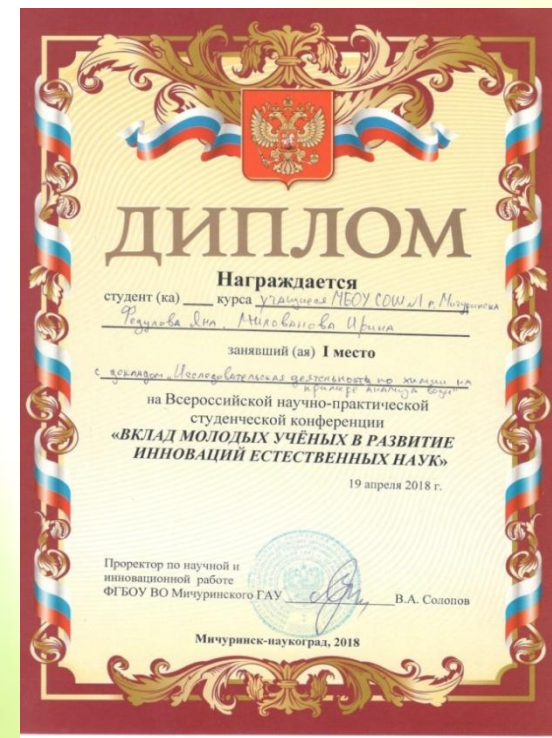 ДИПЛОМ
Награждается
студент (ка) ____ курса учащиеся МБОУ СОШ №1 г. Мичуринска
Федулова Яна, Милованова Ирина
занявший (ая) I место
с докладом „Исследовательская деятельность по химии на
примере анализа воды"
на Всероссийской научно-практической
студенческой конференции
«ВКЛАД МОЛОДЫХ УЧЁНЫХ В РАЗВИТИЕ
ИННОВАЦИЙ ЕСТЕСТВЕННЫХ НАУК»
19 апреля 2018 г.
Проректор по научной и
инновационной работе
ФГБОУ ВО Мичуринского ГАУ В.А. Солопов
Мичуринск-наукоград, 2018